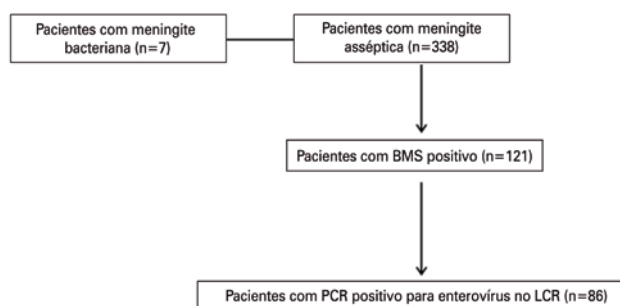 Pacientes com meningite
bacteriana (n=7)
Pacientes com meningite
asséptica (n=338)
Pacientes com BMS positivo (n=121)
Pacientes com PCR positivo para enterovírus no LCR (n=86)